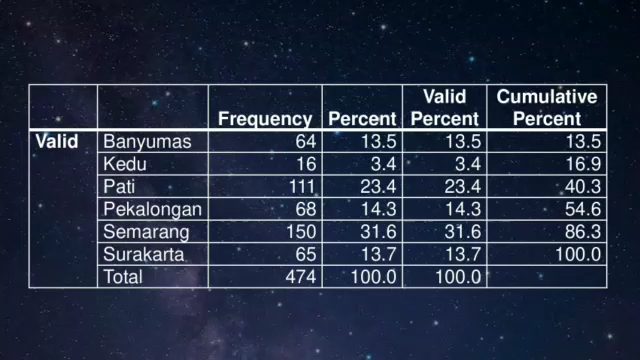 Frequency Percent Valid Percent Cumulative Percent
Valid Banyumas 64 13.5 13.5 13.5
Kedu 16 3.4 3.4 16.9
Pati 111 23.4 23.4 40.3
Pekalongan 68 14.3 14.3 54.6
Semarang 150 31.6 31.6 86.3
Surakarta 65 13.7 13.7 100.0
Total 474 100.0 100.0